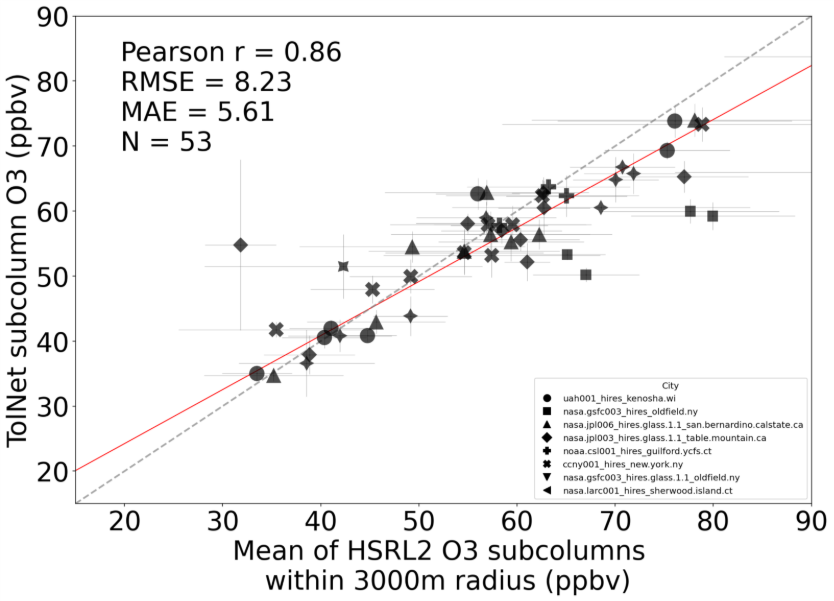 Pearson r = 0.86
RMSE = 8.23
MAE = 5.61
N = 53
TolNet subcolumn O3 (ppbv)
90
80
70
60
50
40
30
20
City
uah001_hires_kenosha.wi
nasa.gsfc003_hires_oldfield.ny
nasa.jpl006_hires.glass.1.1_san.bernardino.calstate.ca
nasa.jpl003_hires.glass.1.1_table.mountain.ca
noaa.csl001_hires_guilford.ycfs.ct
ccny001_hires_new.york.ny
nasa.gsfc003_hires.glass.1.1_oldfield.ny
nasa.larc001_hires_sherwood.island.ct
20 30 40 50 60 70 80 90
Mean of HSRL2 O3 subcolumns
within 3000m radius (ppbv)